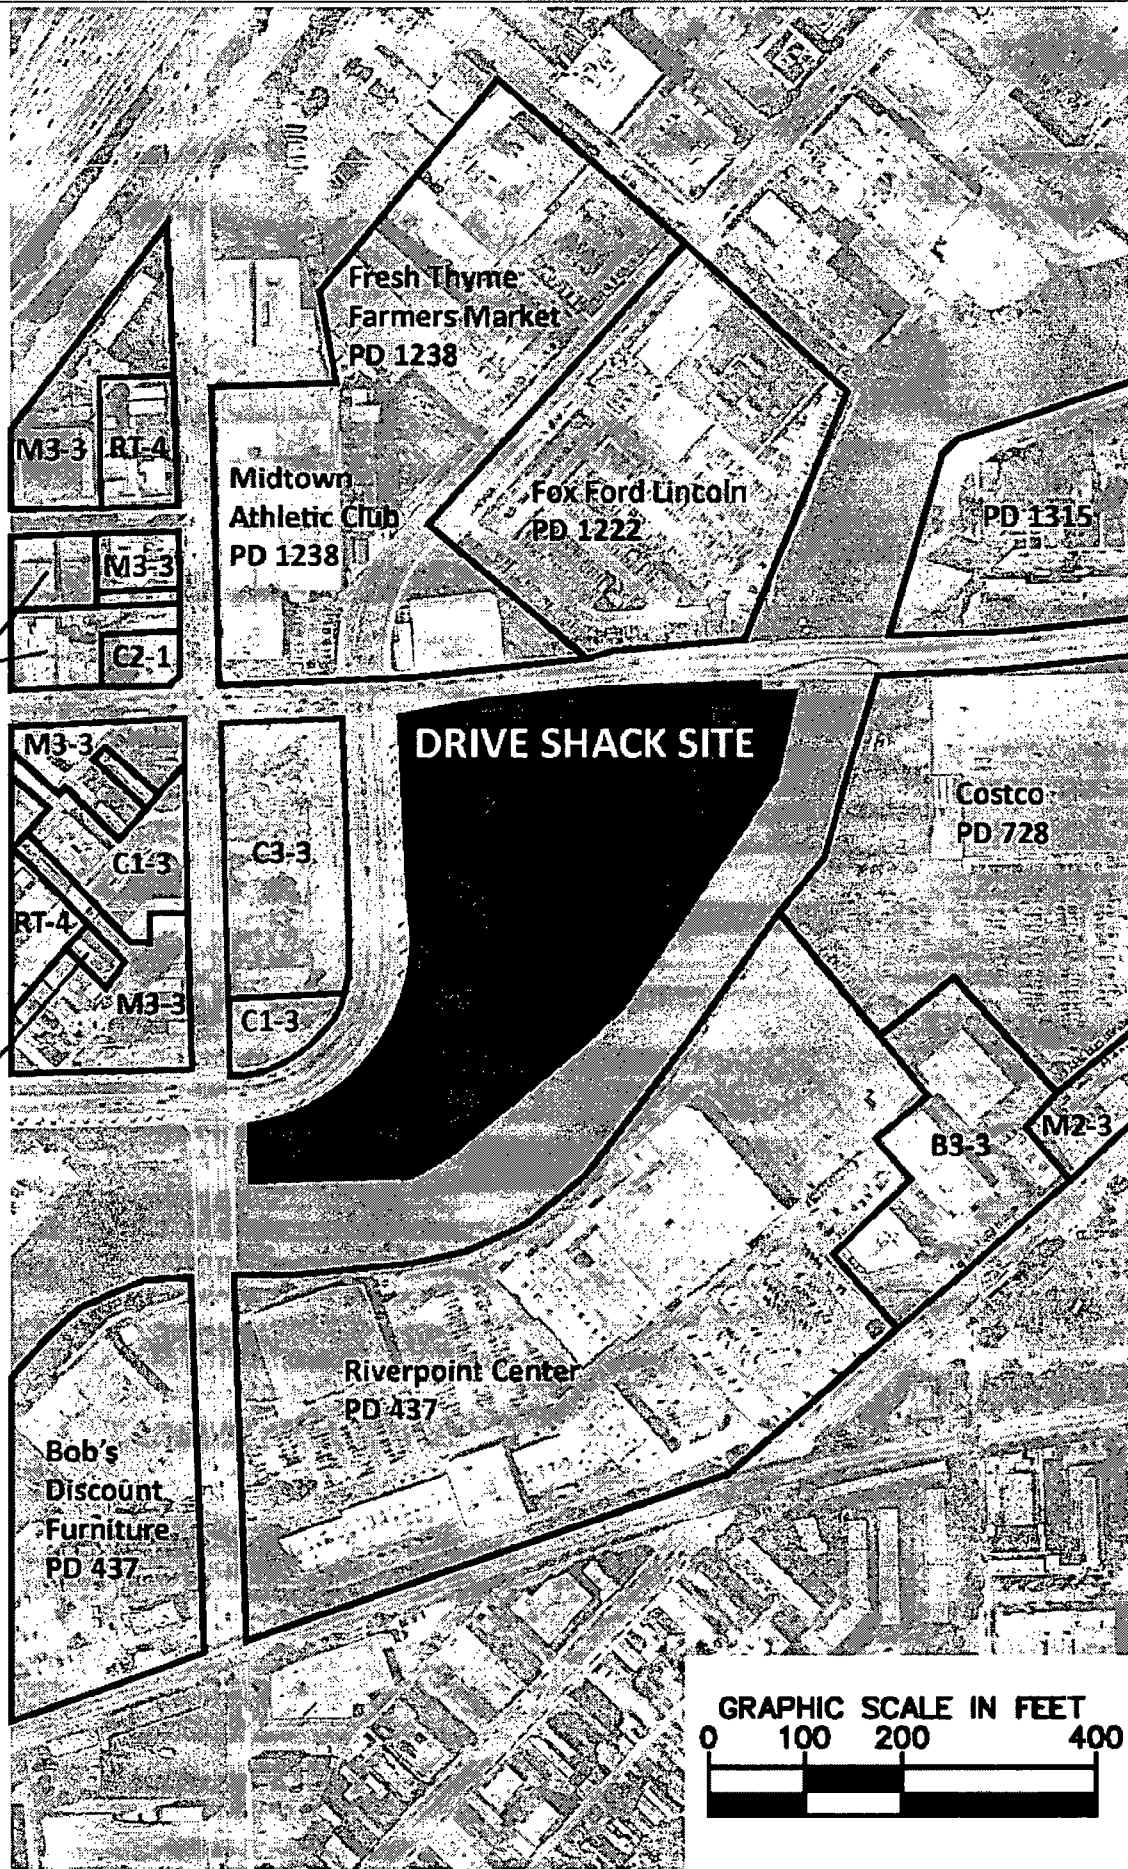 Fresh Thyme
Farmers Market
PD 1238
M3-3
RT-4
Midtown
Athletic Club
PD 1238
Fox Ford Lincoln
PD 1222
PD 1315
M3-3
C2-1
M3-3
DRIVE SHACK SITE
Costco
PD 728
C3-3
C1-3
RT-4
M3-3
C1-3
B3-3
M2-3
Riverpoint Center
PD 437
Bob's
Discount
Furniture
PD 437
GRAPHIC SCALE IN FEET
0 100 200 400